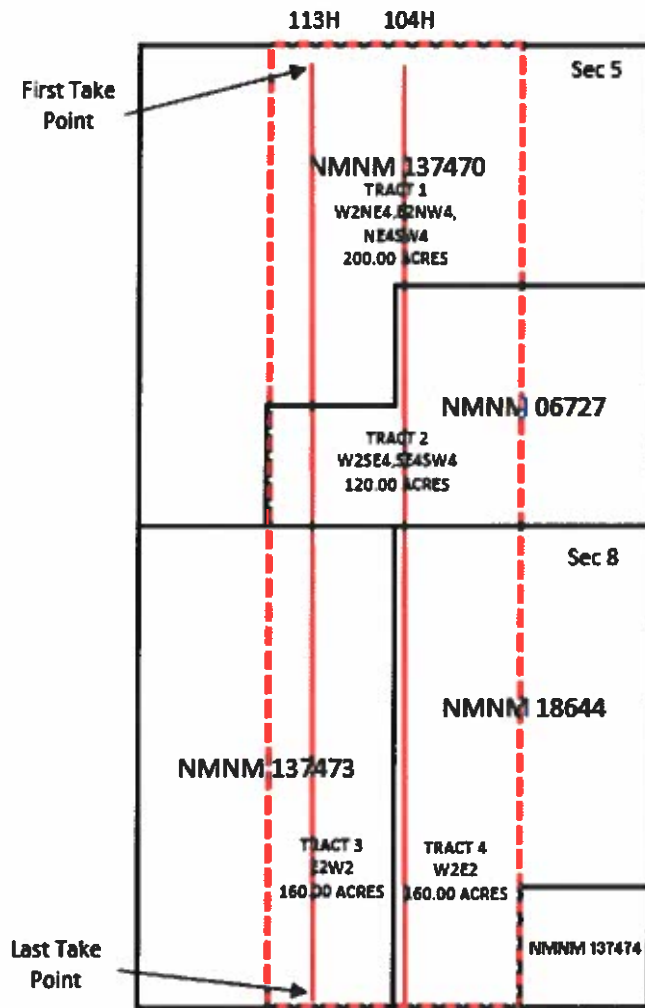 113H 104H
Sec 5
First Take
Point
NMNM 137470
TRACT 1
W2NE4,E2NW4,
NE4SW4
200.00 ACRES
NMNM 06727
TRACT 2
W2SE4,SE4SW4
120.00 ACRES
Sec 8
NMNM 18644
NMNM 137473
TRACT 3
E2W2
160.00 ACRES
TRACT 4
W2E2
160.00 ACRES
NMNM 137474
Last Take
Point